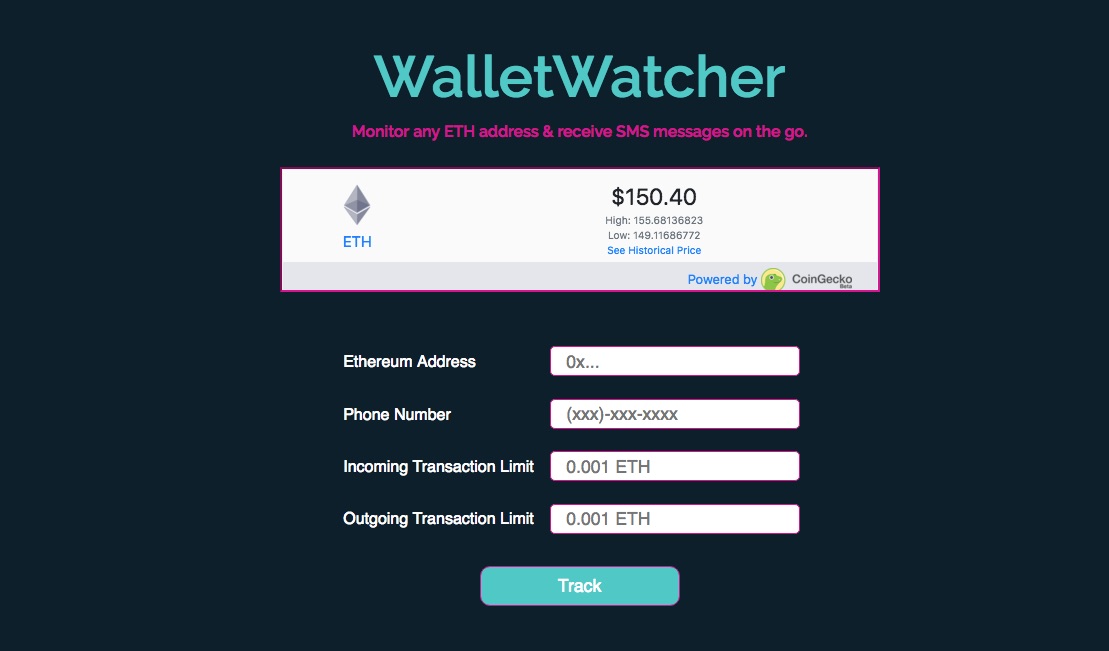 WalletWatcher
Monitor any ETH address & receive SMS messages on the go.
$150.40
High: 155.68136823
ETH
Low: 149.11686772
See Historical Price
Powered by CoinGecko
Beta
Ethereum Address 0x...
Phone Number (xxx)-xxx-xxxx
Incoming Transaction Limit 0.001 ETH
Outgoing Transaction Limit 0.001 ETH
Track